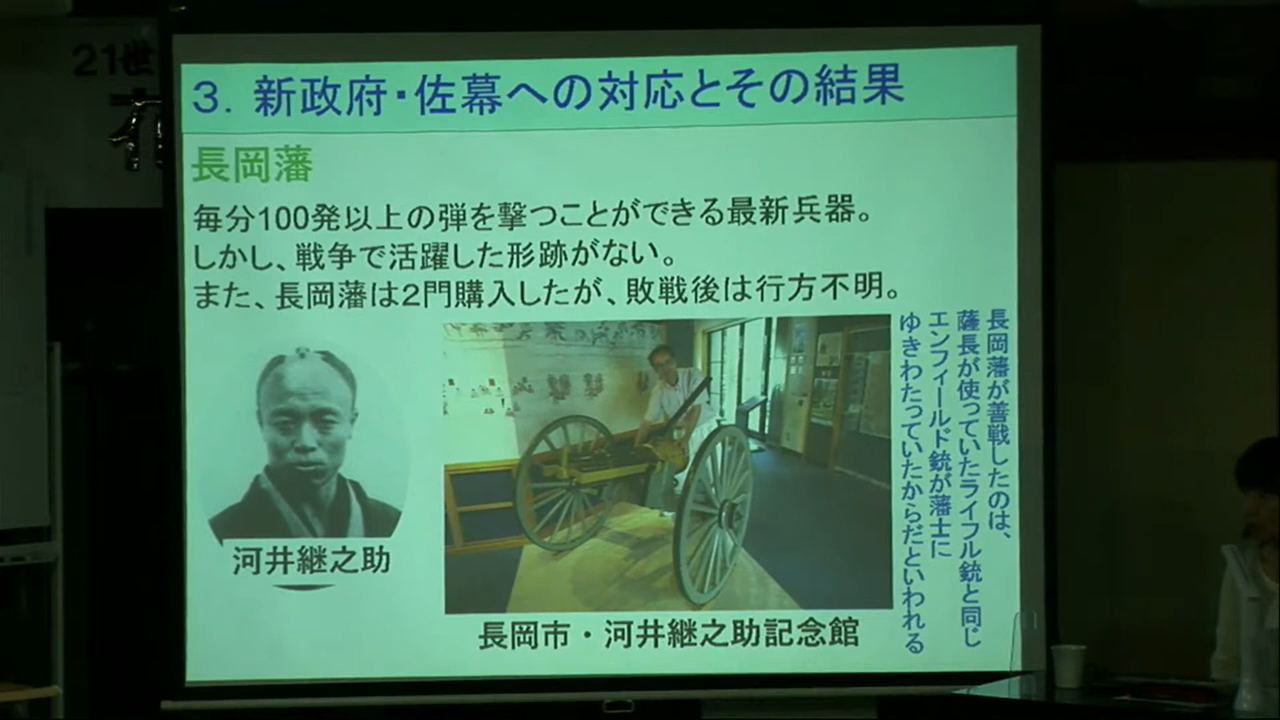 21世
３．新政府・佐幕への対応とその結果
長岡藩
毎分100発以上の弾を撃つことができる最新兵器。
しかし、戦争で活躍した形跡がない。
また、長岡藩は２門購入したが、敗戦後は行方不明。
長岡藩が善戦したのは、
薩長が使っていたライフル銃と同じ
エンフィールド銃が藩士に
ゆきわたっていたからだといわれる
河井継之助
長岡市・河井継之助記念館